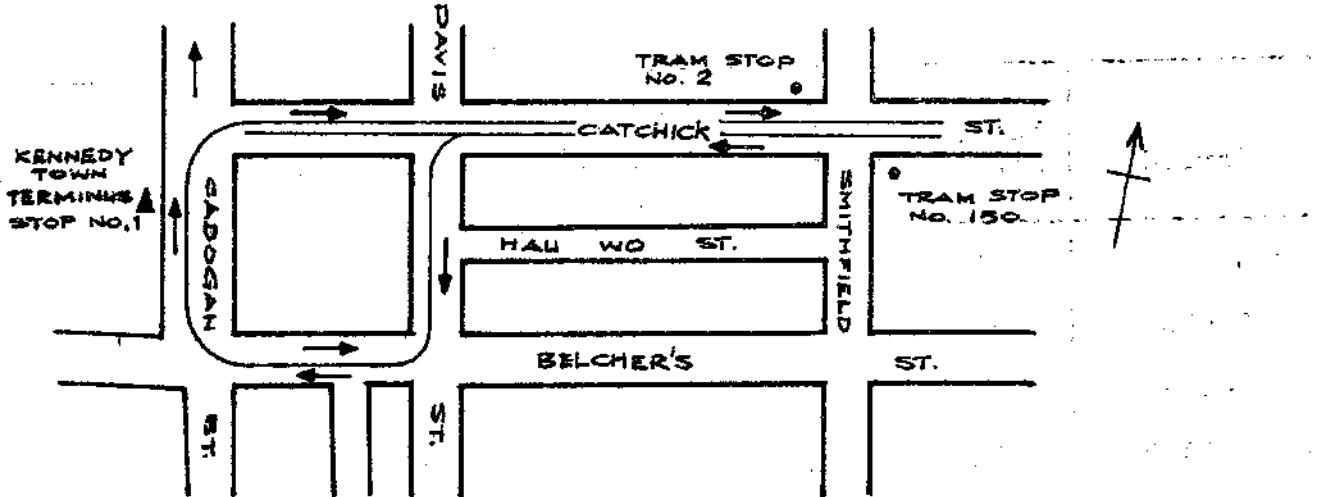 DAVIS
TRAM STOP
No. 2
CATCHICK
ST.
KENNEDY
TOWN
TERMINUS
STOP NO.1
CADOGAN
SMITHFIELD
TRAM STOP
No. 150
HAU WO ST.
BELCHER'S
ST.
ST.
ST.